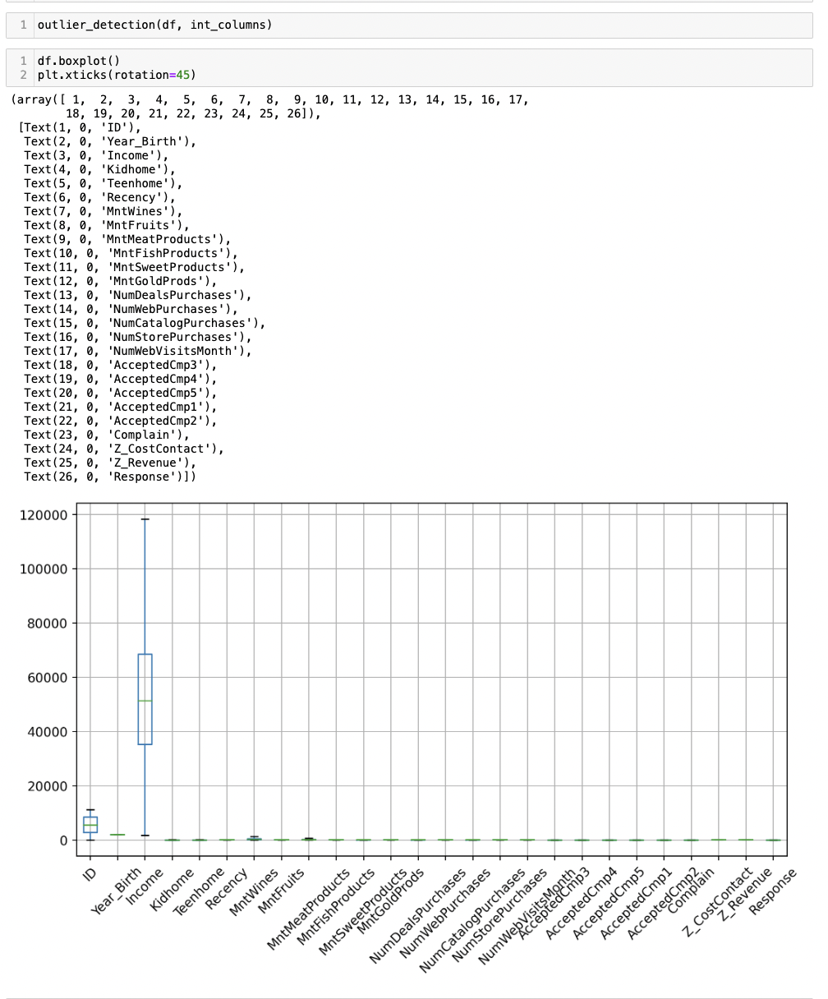 1 outlier_detection(df, int_columns)
1 df.boxplot()
2 plt.xticks(rotation=45)
(array([ 1,  2,  3,  4,  5,  6,  7,  8,  9, 10, 11, 12, 13, 14, 15, 16, 17,
        18, 19, 20, 21, 22, 23, 24, 25, 26]),
 [Text(1, 0, 'ID'),
  Text(2, 0, 'Year_Birth'),
  Text(3, 0, 'Income'),
  Text(4, 0, 'Kidhome'),
  Text(5, 0, 'Teenhome'),
  Text(6, 0, 'Recency'),
  Text(7, 0, 'MntWines'),
  Text(8, 0, 'MntFruits'),
  Text(9, 0, 'MntMeatProducts'),
  Text(10, 0, 'MntFishProducts'),
  Text(11, 0, 'MntSweetProducts'),
  Text(12, 0, 'MntGoldProds'),
  Text(13, 0, 'NumDealsPurchases'),
  Text(14, 0, 'NumWebPurchases'),
  Text(15, 0, 'NumCatalogPurchases'),
  Text(16, 0, 'NumStorePurchases'),
  Text(17, 0, 'NumWebVisitsMonth'),
  Text(18, 0, 'AcceptedCmp3'),
  Text(19, 0, 'AcceptedCmp4'),
  Text(20, 0, 'AcceptedCmp5'),
  Text(21, 0, 'AcceptedCmp1'),
  Text(22, 0, 'AcceptedCmp2'),
  Text(23, 0, 'Complain'),
  Text(24, 0, 'Z_CostContact'),
  Text(25, 0, 'Z_Revenue'),
  Text(26, 0, 'Response')])
120000
100000
80000
60000
40000
20000
0
ID
Year_Birth
Income
Kidhome
Teenhome
Recency
MntWines
MntFruits
MntMeatProducts
MntFishProducts
MntSweetProducts
MntGoldProds
NumDealsPurchases
NumWebPurchases
NumCatalogPurchases
NumStorePurchases
NumWebVisitsMonth
AcceptedCmp3
AcceptedCmp4
AcceptedCmp5
AcceptedCmp1
AcceptedCmp2
Complain
Z_CostContact
Z_Revenue
Response